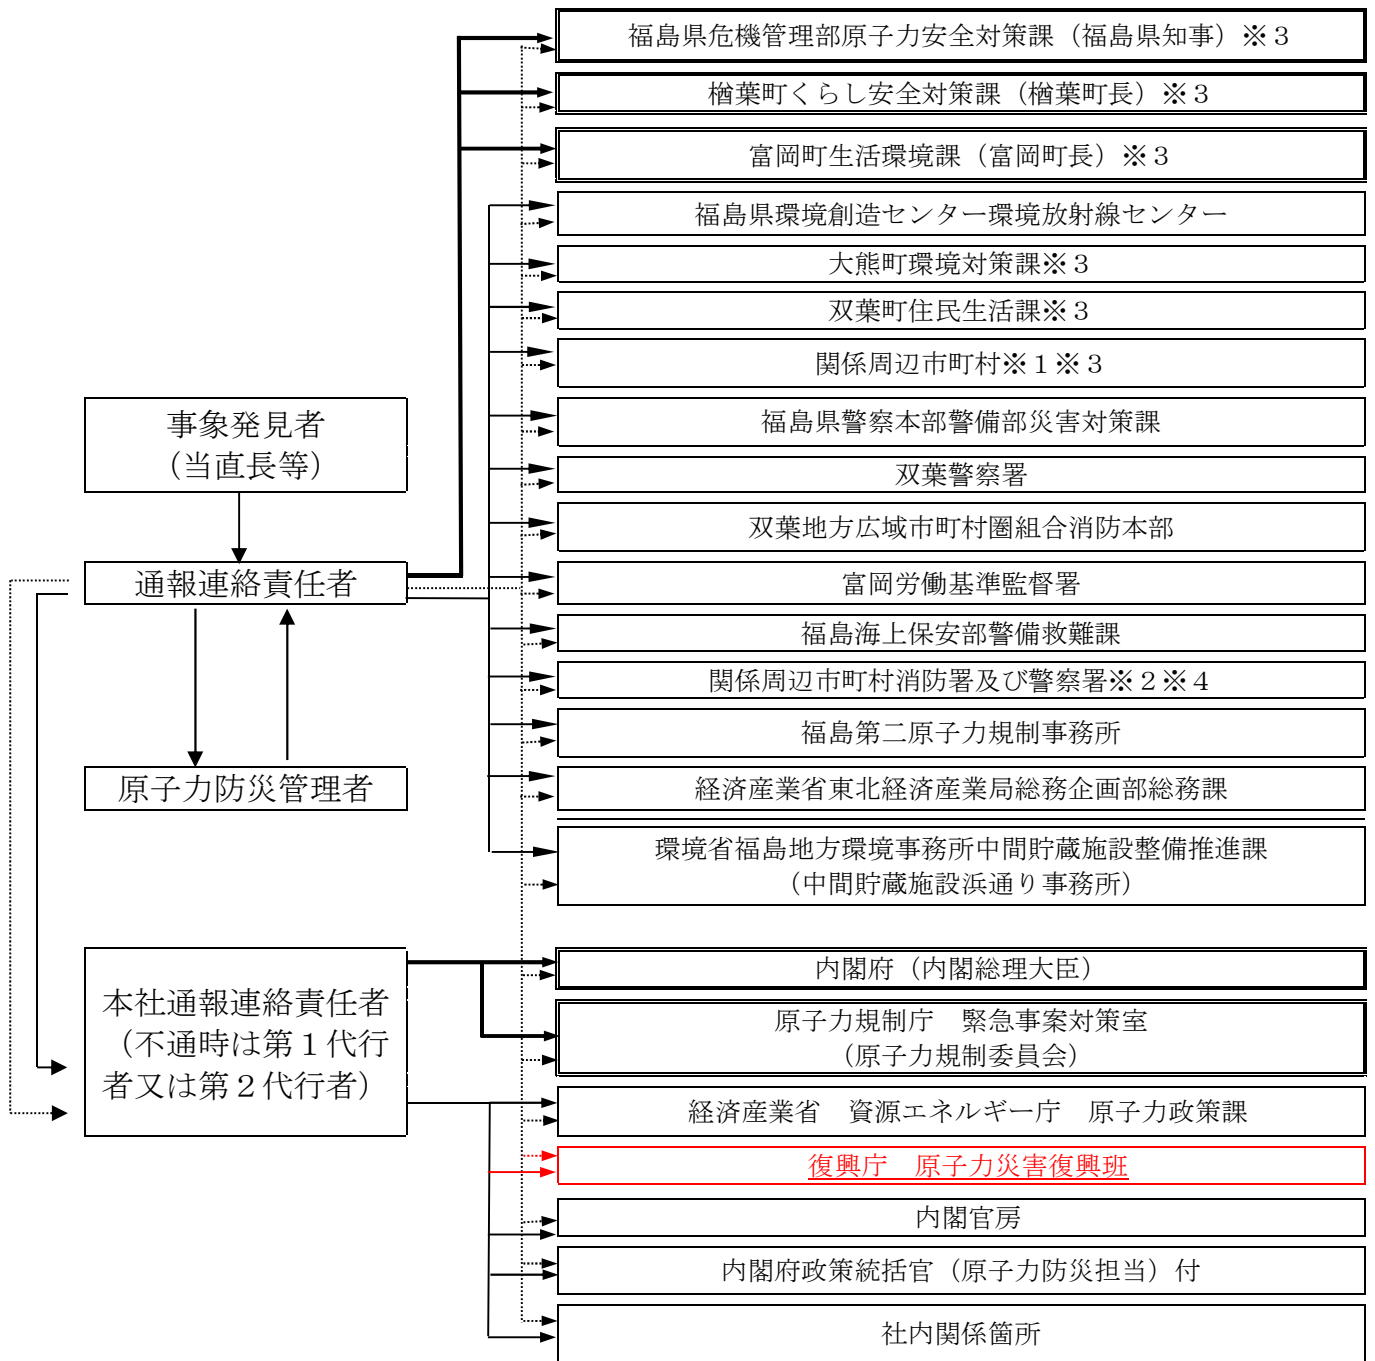 福島県危機管理部原子力安全対策課（福島県知事）※３
楢葉町くらし安全対策課（楢葉町長）※３
富岡町生活環境課（富岡町長）※３
福島県環境創造センター環境放射線センター
大熊町環境対策課※３
双葉町住民生活課※３
関係周辺市町村※１※３
福島県警察本部警備部災害対策課
双葉警察署
双葉地方広域市町村圏組合消防本部
富岡労働基準監督署
福島海上保安部警備救難課
関係周辺市町村消防署及び警察署※２※４
福島第二原子力規制事務所
経済産業省東北経済産業局総務企画部総務課
環境省福島地方環境事務所中間貯蔵施設整備推進課
（中間貯蔵施設浜通り事務所）
事象発見者
（当直長等）
通報連絡責任者
原子力防災管理者
本社通報連絡責任者
（不通時は第１代行
者又は第２代行者）
内閣府（内閣総理大臣）
原子力規制庁　緊急事案対策室
（原子力規制委員会）
経済産業省　資源エネルギー庁　原子力政策課
復興庁　原子力災害復興班
内閣官房
内閣府政策統括官（原子力防災担当）付
社内関係箇所